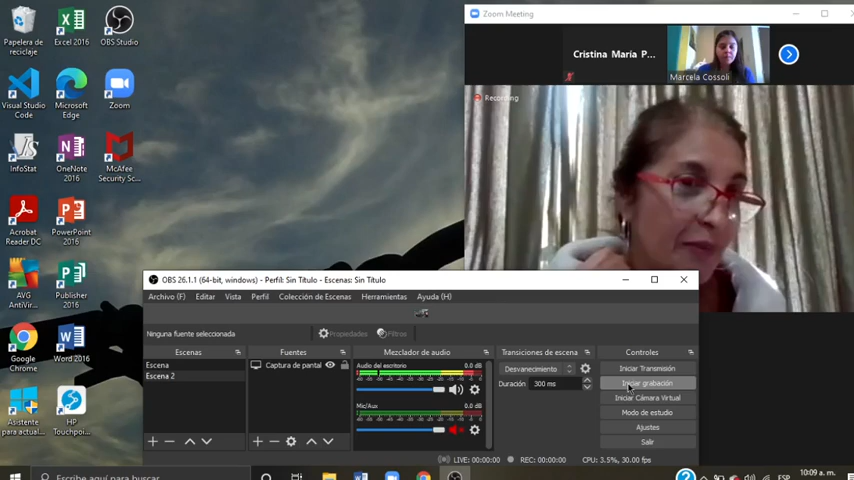 Papelera de
reciclaje
Excel 2016
OBS Studio
Visual Studio
Code
Microsoft
Edge
Zoom
InfoStat
OneNote
2016
McAfee
Security Sc...
Acrobat
Reader DC
PowerPoint
2016
AVG
AntiVir...
Publisher
2016
Google
Chrome
Word 2016
Asistente
para actual...
HP
Touchpoi...
Zoom Meeting
Cristina María P...
Marcela Cossoli
Recording
OBS 26.1.1 (64-bit, windows) - Perfil: Sin Título - Escenas: Sin Título
Archivo (F) Editar Vista Perfil Colección de Escenas Herramientas Ayuda (H)
Ninguna fuente seleccionada Propiedades Filtros
Escenas Fuentes Mezclador de audio Transiciones de escena Controles
Escena
Escena 2
Captura de pantal
Audio del escritorio 0.0 dB
Mic/Aux 0.0 dB
Desvanecimiento
Duración 300 ms
Iniciar Transmisión
Iniciar grabación
Iniciar Cámara Virtual
Modo de estudio
Ajustes
Salir
LIVE: 00:00:00 REC: 00:00:00 CPU: 3.5%, 30.00 fps
Escribe aquí para buscar
ESP
10:09 a. m.